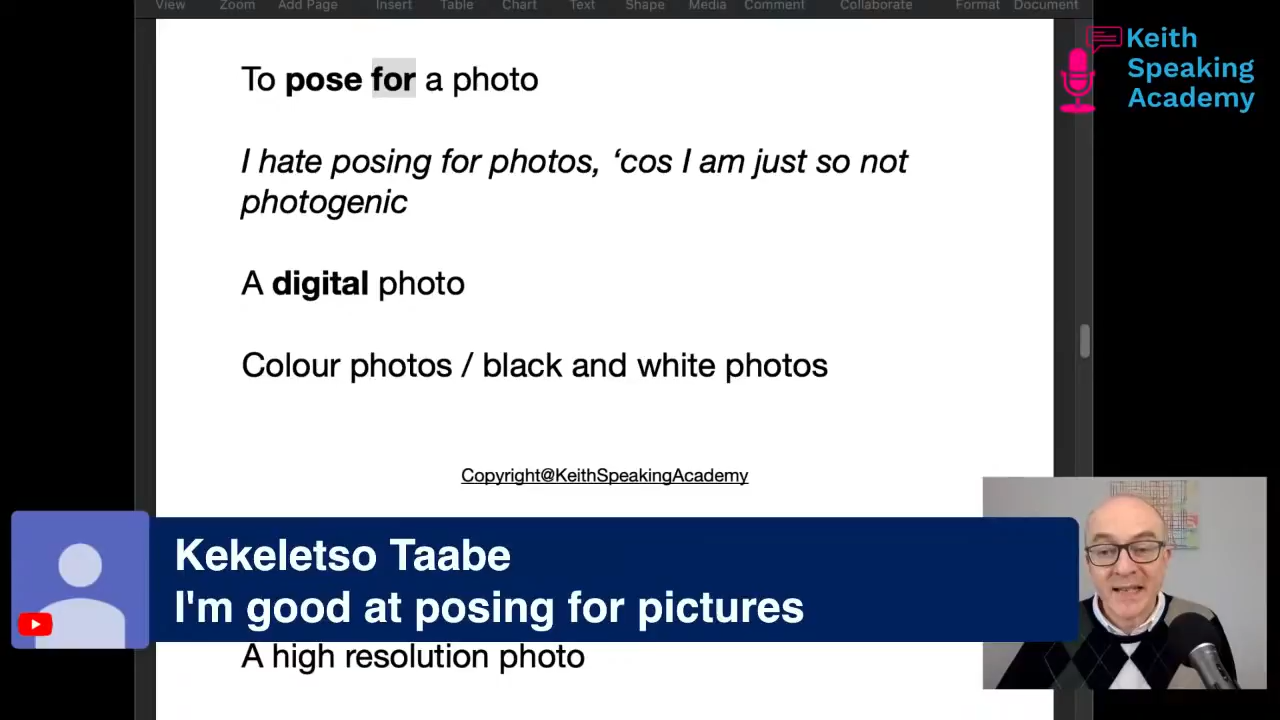 View Zoom Add Page Insert Table Chart Text Shape Media Comment Collaborate Format Document
Keith
Speaking
Academy
To pose for a photo
I hate posing for photos, ‘cos I am just so not
photogenic
A digital photo
Colour photos / black and white photos
Copyright@KeithSpeakingAcademy
Kekeletso Taabe
I'm good at posing for pictures
A high resolution photo